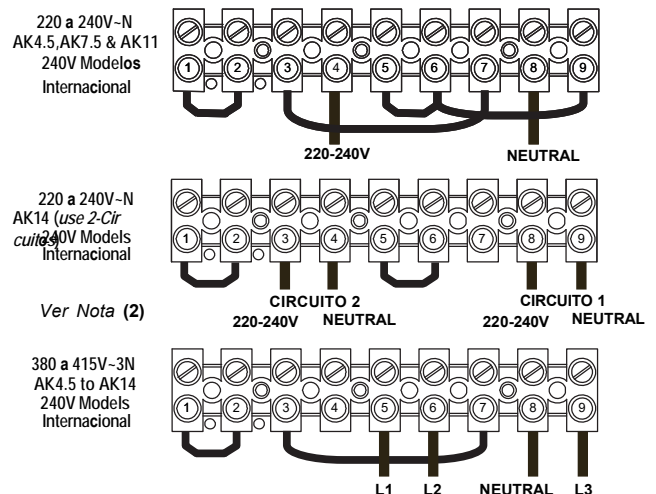 220 a 240V~N
AK4.5,AK7.5 & AK11
240V Modelos
Internacional
1 2 3 4 5 6 7 8 9
220-240V NEUTRAL
220 a 240V~N
AK14 (use 2-Cir
cuitos)
240V Models
Internacional
1 2 3 4 5 6 7 8 9
CIRCUITO 2 CIRCUITO 1
220-240V NEUTRAL 220-240V NEUTRAL
Ver Nota (2)
380 a 415V~3N
AK4.5 to AK14
240V Models
Internacional
1 2 3 4 5 6 7 8 9
L1 L2 NEUTRAL L3